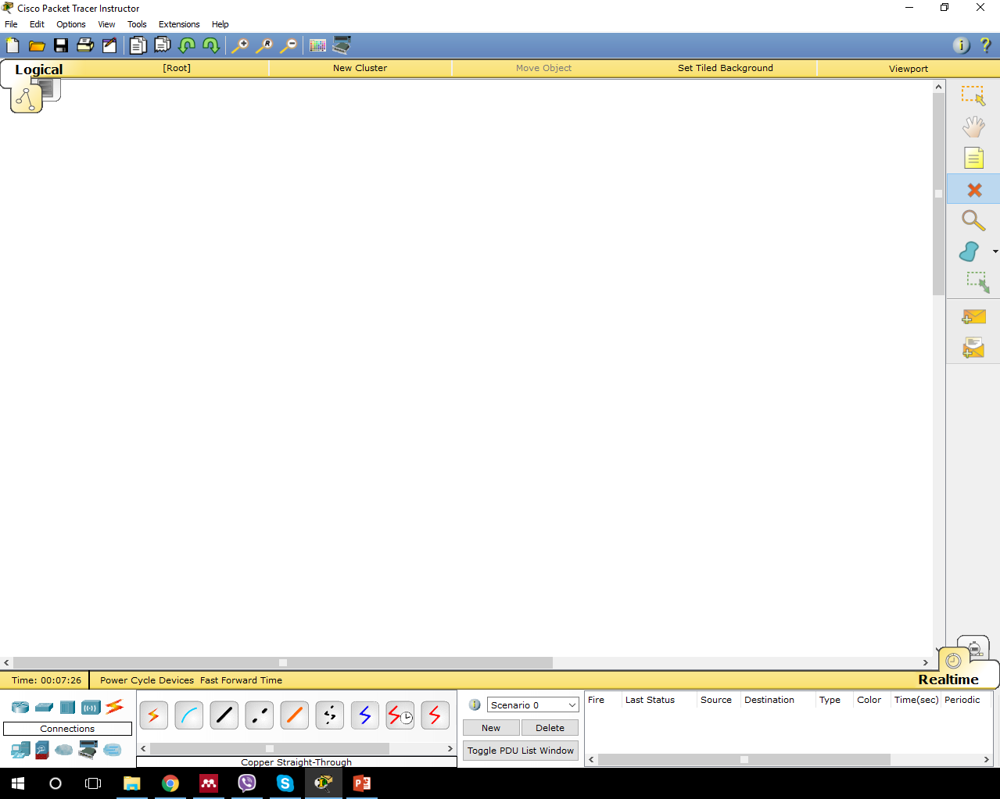 Cisco Packet Tracer Instructor
File Edit Options View Tools Extensions Help
Logical [Root] New Cluster Move Object Set Tiled Background Viewport
Time: 00:07:26 Power Cycle Devices Fast Forward Time Realtime
Scenario 0 Fire Last Status Source Destination Type Color Time(sec) Periodic
Connections New Delete
Toggle PDU List Window
Copper Straight-Through